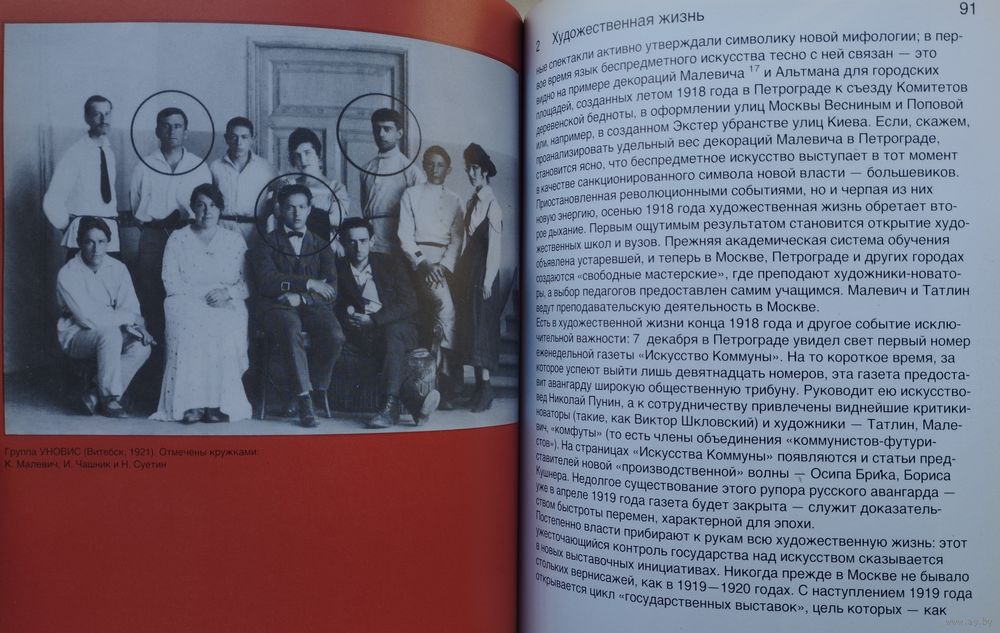 Группа УНОВИС (Витебск, 1921). Отмечены кружками:
К. Малевич, И. Чашник и Н. Суетин
2 Художественная жизнь
91
ные спектакли активно утверждали символику новой мифологии; в пер-
вое время язык беспредметного искусства тесно с ней связан — это
видно на примере декораций Малевича 17 и Альтмана для городских
площадей, созданных летом 1918 года в Петрограде к съезду Комитетов
деревенской бедноты, в оформлении улиц Москвы Весниным и Поповой
или, например, в созданном Экстер убранстве улиц Киева. Если, скажем,
проанализировать удельный вес декораций Малевича в Петрограде,
становится ясно, что беспредметное искусство выступает в тот момент
в качестве санкционированного символа новой власти — большевиков.
Приостановленная революционными событиями, но и черпая из них
новую энергию, осенью 1918 года художественная жизнь обретает вто-
рое дыхание. Первым ощутимым результатом становится открытие худо-
жественных школ и вузов. Прежняя академическая система обучения
объявлена устаревшей, и теперь в Москве, Петрограде и других городах
создаются «свободные мастерские», где преподают художники-новато-
ры, а выбор педагогов предоставлен самим учащимся. Малевич и Татлин
ведут преподавательскую деятельность в Москве.
Есть в художественной жизни конца 1918 года и другое событие исклю-
чительной важности: 7 декабря в Петрограде увидел свет первый номер
еженедельной газеты «Искусство Коммуны». На то короткое время, за
которое успеют выйти лишь девятнадцать номеров, эта газета предоста-
вит авангарду широкую общественную трибуну. Руководит ею искусство-
вед Николай Пунин, а к сотрудничеству привлечены виднейшие критики-
новаторы (такие, как Виктор Шкловский) и художники — Татлин, Мале-
вич, «комфуты» (то есть члены объединения «коммунистов-футури-
стов»). На страницах «Искусства Коммуны» появляются и статьи пред-
ставителей новой «производственной» волны — Осипа Брика, Бориса
Кушнера. Недолгое существование этого рупора русского авангарда —
уже в апреле 1919 года газета будет закрыта — служит доказатель-
ством быстроты перемен, характерной для эпохи.
Постепенно власти прибирают к рукам всю художественную жизнь: этот
ужесточающийся контроль государства над искусством сказывается
в новых выставочных инициативах. Никогда прежде в Москве не бывало
стольких вернисажей, как в 1919—1920 годах. С наступлением 1919 года
открывается цикл «государственных выставок», цель которых — как
www.ay.by